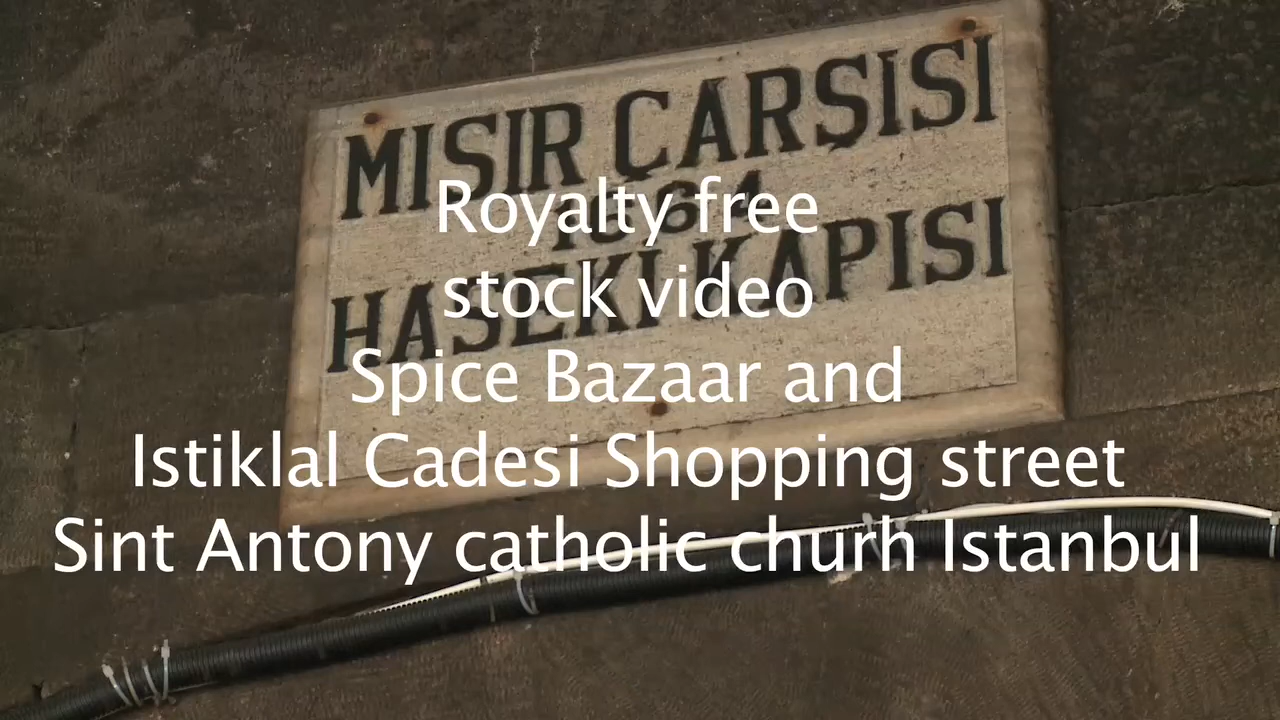 MISIR ÇARŞISI
1664
HASEKİ KAPISI
Royalty free
stock video
Spice Bazaar and
Istiklal Cadesi Shopping street
Sint Antony catholic churh Istanbul